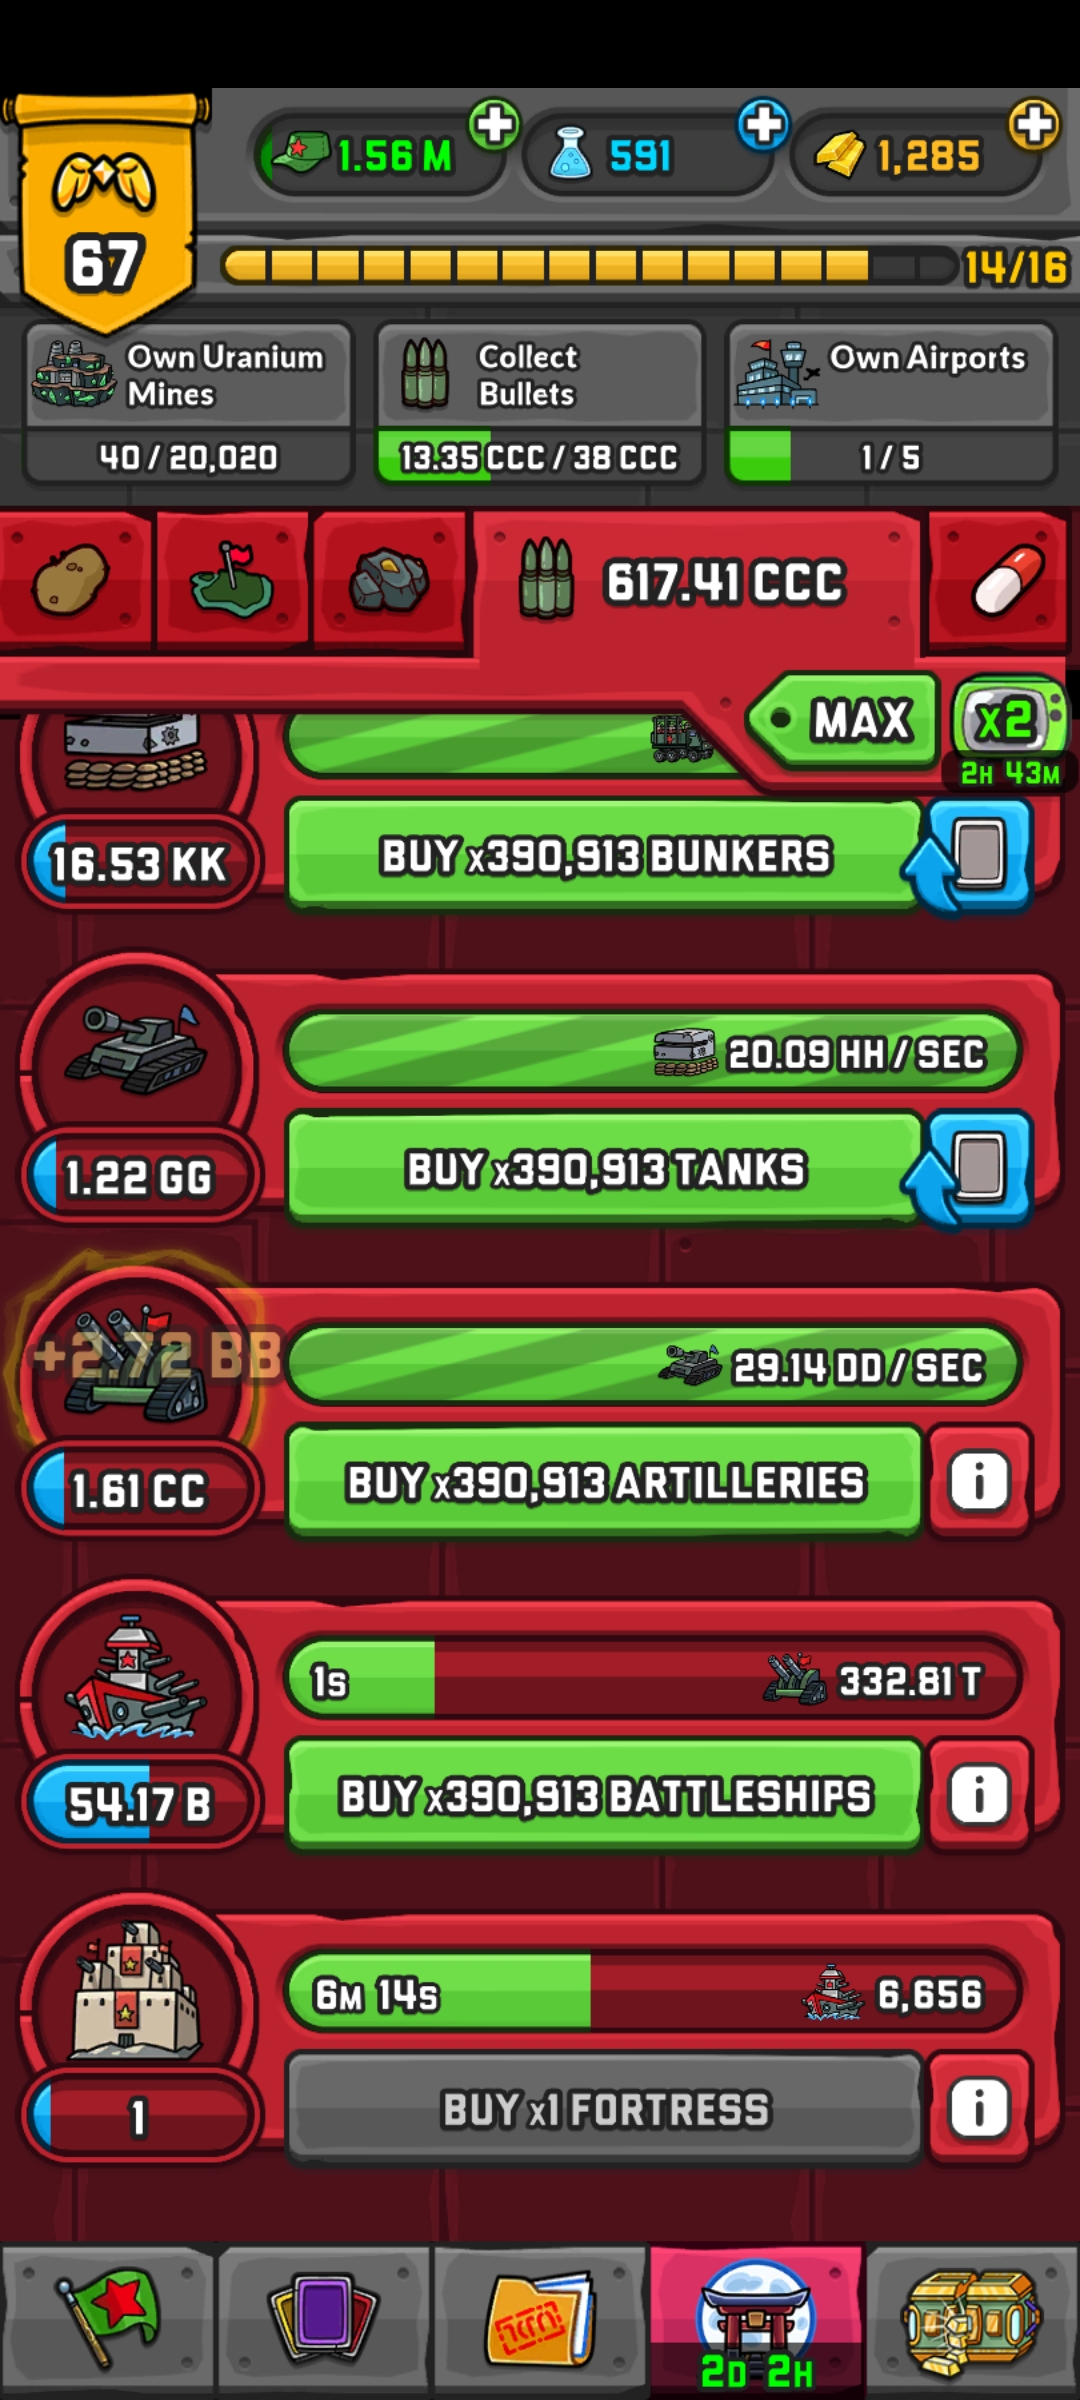 1.56 M
591
1,285
67
14/16
Own Uranium
Mines
40 / 20,020
Collect
Bullets
13.35 CCC / 38 CCC
Own Airports
1 / 5
617.41 CCC
MAX
x2
2H 43M
16.53 KK
BUY x390,913 BUNKERS
20.09 HH / SEC
1.22 GG
BUY x390,913 TANKS
+2.72 BB
29.14 DD / SEC
1.61 CC
BUY x390,913 ARTILLERIES
i
1s
332.81 T
54.17 B
BUY x390,913 BATTLESHIPS
i
6M 14s
6,656
1
BUY x1 FORTRESS
i
2D 2H